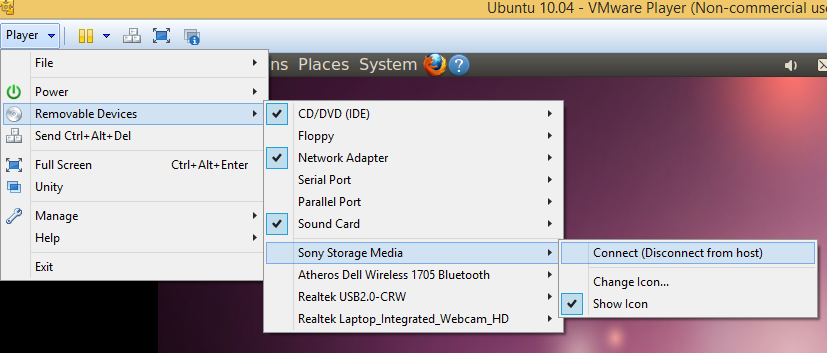 Ubuntu 10.04 - VMware Player (Non-commercial use
Player
ns Places System ?
File
Power
Removable Devices
Send Ctrl+Alt+Del
Full Screen Ctrl+Alt+Enter
Unity
Manage
Help
Exit
CD/DVD (IDE)
Floppy
Network Adapter
Serial Port
Parallel Port
Sound Card
Sony Storage Media
Atheros Dell Wireless 1705 Bluetooth
Realtek USB2.0-CRW
Realtek Laptop_Integrated_Webcam_HD
Connect (Disconnect from host)
Change Icon...
Show Icon